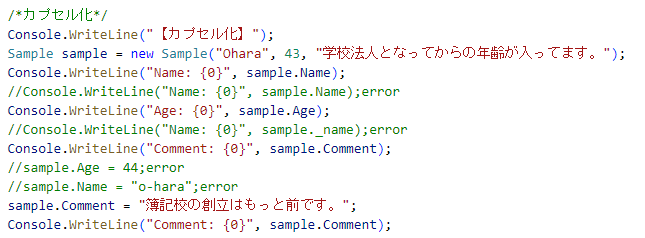 /*カプセル化*/
Console.WriteLine("【カプセル化】");
Sample sample = new Sample("Ohara", 43, "学校法人となってからの年齢が入ってます。");
Console.WriteLine("Name: {0}", sample.Name);
//Console.WriteLine("Name: {0}", sample.Name);error
Console.WriteLine("Age: {0}", sample.Age);
//Console.WriteLine("Name: {0}", sample._name);error
Console.WriteLine("Comment: {0}", sample.Comment);
//sample.Age = 44;error
//sample.Name = "o-hara";error
sample.Comment = "簿記校の創立はもっと前です。";
Console.WriteLine("Comment: {0}", sample.Comment);